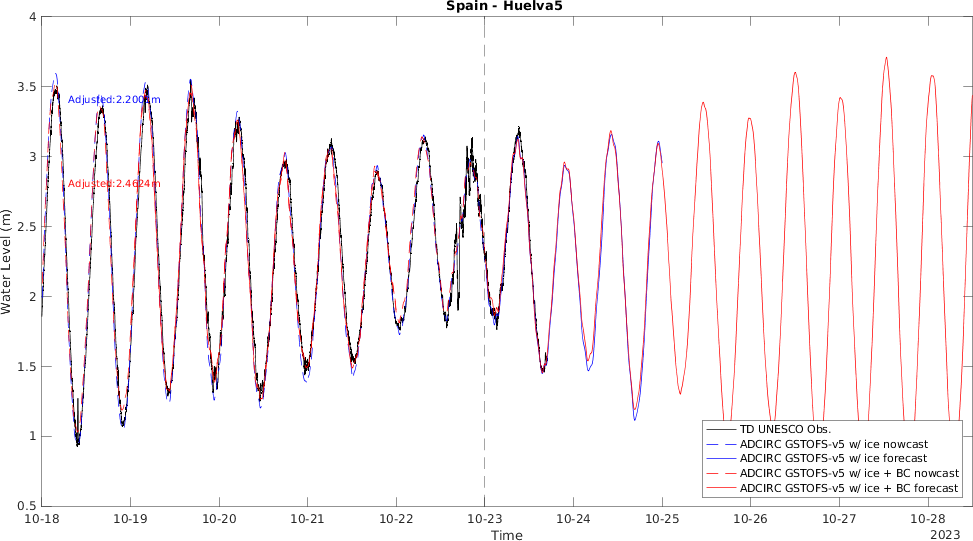 Spain - Huelva5
4
3.5
3
2.5
2
1.5
1
0.5
Water Level (m)
Adjusted:2.200 m
Adjusted:2.4624m
TD UNESCO Obs.
ADCIRC GSTOFS-v5 w/ ice nowcast
ADCIRC GSTOFS-v5 w/ ice forecast
ADCIRC GSTOFS-v5 w/ ice + BC nowcast
ADCIRC GSTOFS-v5 w/ ice + BC forecast
10-18 10-19 10-20 10-21 10-22 10-23 10-24 10-25 10-26 10-27 10-28
Time
2023